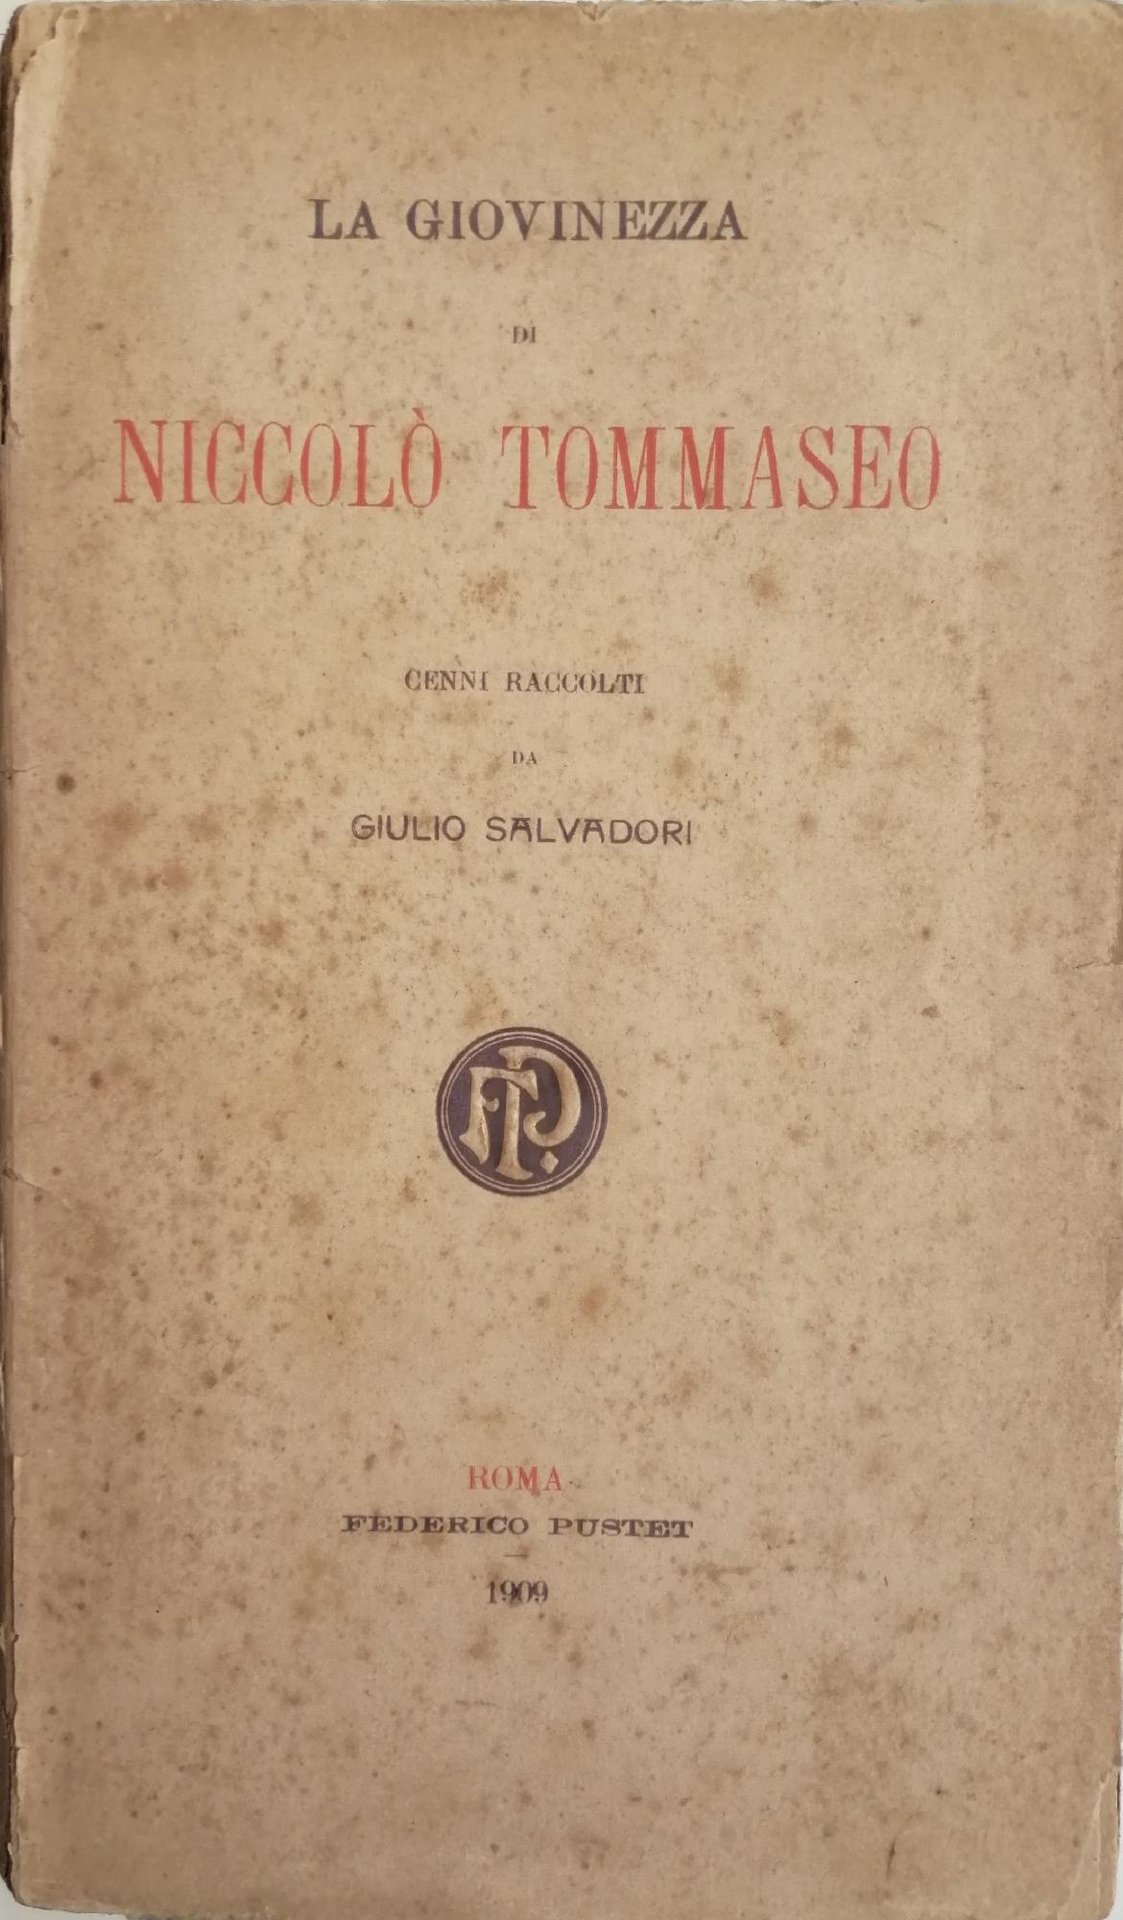 LA GIOVINEZZA
DI
NICCOLÒ TOMMASEO
CENNI RACCOLTI
DA
GIULIO SALVADORI
FP
ROMA
FEDERICO PUSTET
1909